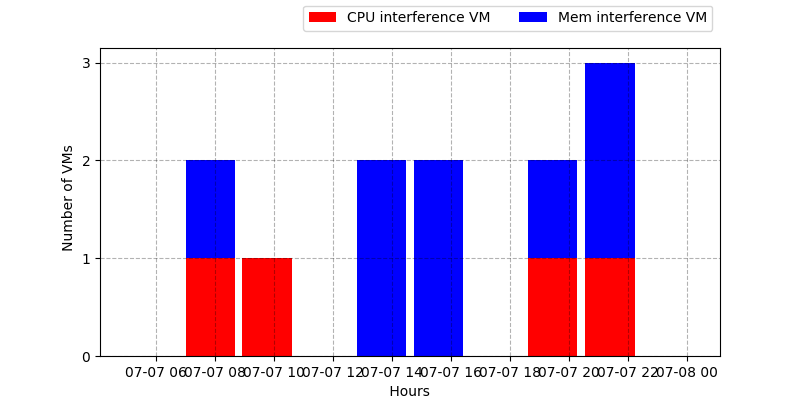 CPU interference VM Mem interference VM
3
2
1
0
Number of VMs
07-07 06 07-07 08 07-07 10 07-07 12 07-07 14 07-07 16 07-07 18 07-07 20 07-07 22 07-08 00
Hours